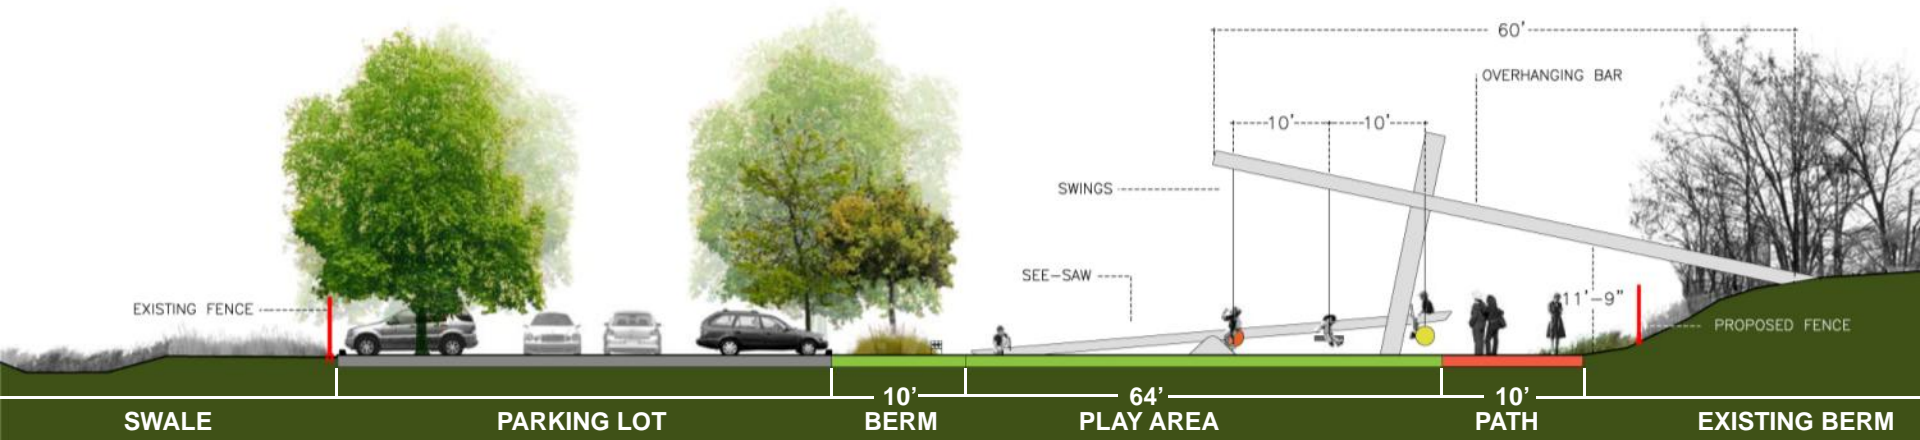 60'
OVERHANGING BAR
10'
10'
SWINGS
SEE-SAW
EXISTING FENCE
11'-9"
PROPOSED FENCE
10'
64'
10'
SWALE
PARKING LOT
BERM
PLAY AREA
PATH
EXISTING BERM